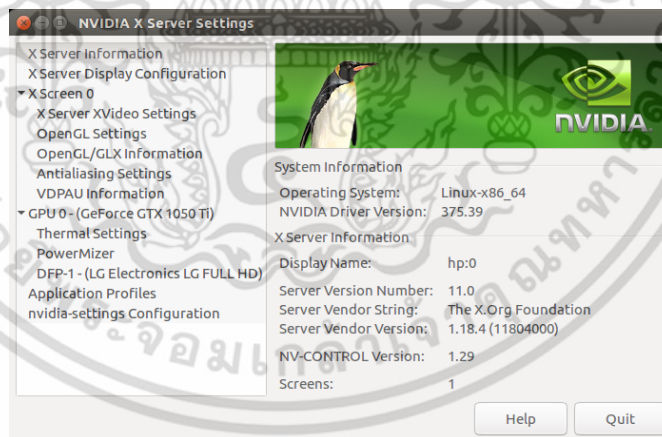 NVIDIA X Server Settings
X Server Information
X Server Display Configuration
X Screen 0
X Server XVideo Settings
OpenGL Settings
OpenGL/GLX Information
Antialiasing Settings
VDPAU Information
GPU 0 - (GeForce GTX 1050 Ti)
Thermal Settings
PowerMizer
DFP-1 - (LG Electronics LG FULL HD)
Application Profiles
nvidia-settings Configuration
NVIDIA
System Information
Operating System: Linux-x86_64
NVIDIA Driver Version: 375.39
X Server Information
Display Name: hp:0
Server Version Number: 11.0
Server Vendor String: The X.Org Foundation
Server Vendor Version: 1.18.4 (11804000)
NV-CONTROL Version: 1.29
Screens: 1
Help Quit